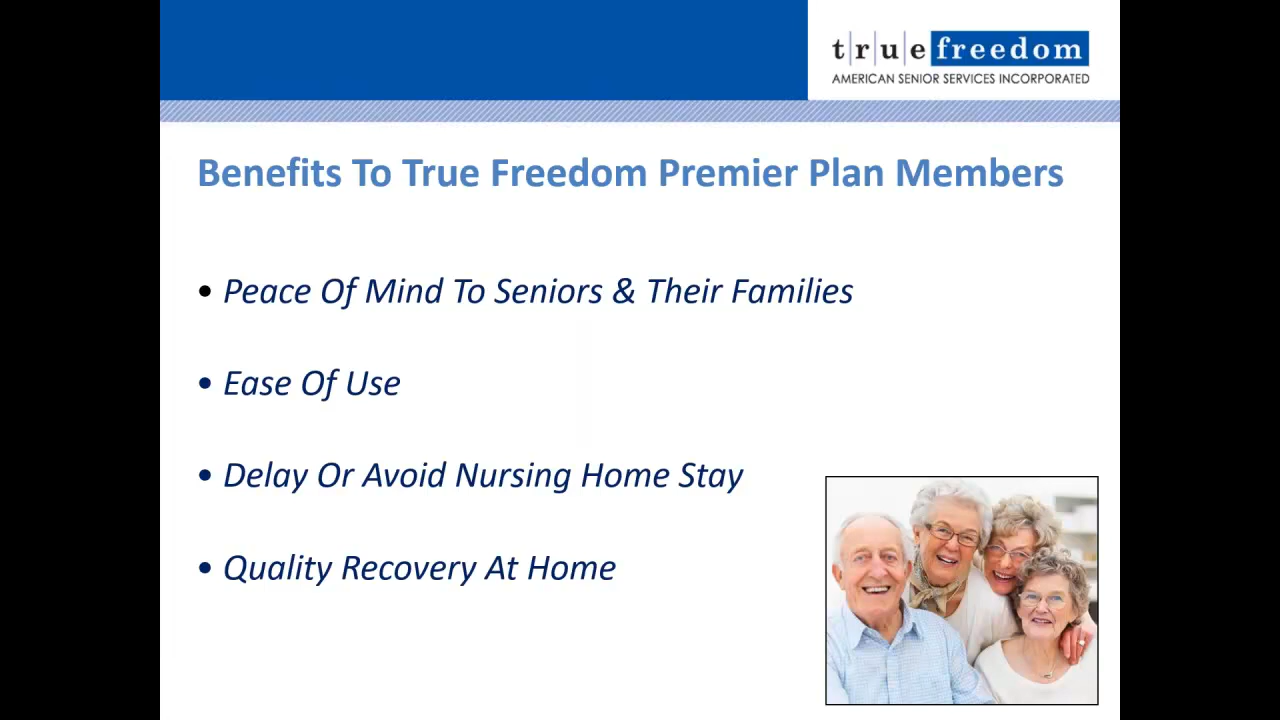 true freedom
AMERICAN SENIOR SERVICES INCORPORATED
Benefits To True Freedom Premier Plan Members
• Peace Of Mind To Seniors & Their Families
• Ease Of Use
• Delay Or Avoid Nursing Home Stay
• Quality Recovery At Home